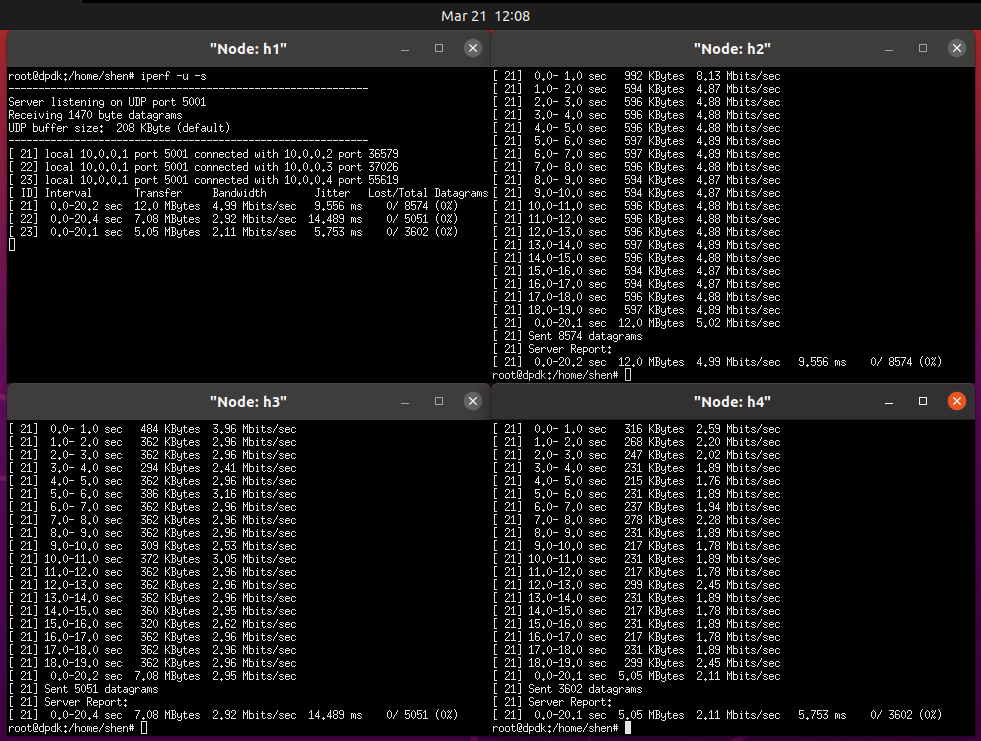 Mar 21 12:08
"Node: h1"
root@dpdk:/home/shen# iperf -u -s
------------------------------------------------------------
Server listening on UDP port 5001
Receiving 1470 byte datagrams
UDP buffer size:  208 KByte (default)
------------------------------------------------------------
[ 21] local 10.0.0.1 port 5001 connected with 10.0.0.2 port 36579
[ 22] local 10.0.0.1 port 5001 connected with 10.0.0.3 port 37026
[ 23] local 10.0.0.1 port 5001 connected with 10.0.0.4 port 55619
[ ID] Interval       Transfer     Bandwidth        Jitter   Lost/Total Datagrams
[ 21]  0.0-20.2 sec  12.0 MBytes  4.99 Mbits/sec   9.556 ms    0/ 8574 (0%)
[ 22]  0.0-20.4 sec  7.08 MBytes  2.92 Mbits/sec  14.489 ms    0/ 5051 (0%)
[ 23]  0.0-20.1 sec  5.05 MBytes  2.11 Mbits/sec   5.753 ms    0/ 3602 (0%)
"Node: h2"
[ 21]  0.0- 1.0 sec   992 KBytes  8.13 Mbits/sec
[ 21]  1.0- 2.0 sec   594 KBytes  4.87 Mbits/sec
[ 21]  2.0- 3.0 sec   596 KBytes  4.88 Mbits/sec
[ 21]  3.0- 4.0 sec   596 KBytes  4.88 Mbits/sec
[ 21]  4.0- 5.0 sec   596 KBytes  4.88 Mbits/sec
[ 21]  5.0- 6.0 sec   597 KBytes  4.89 Mbits/sec
[ 21]  6.0- 7.0 sec   597 KBytes  4.89 Mbits/sec
[ 21]  7.0- 8.0 sec   596 KBytes  4.88 Mbits/sec
[ 21]  8.0- 9.0 sec   594 KBytes  4.87 Mbits/sec
[ 21]  9.0-10.0 sec   594 KBytes  4.87 Mbits/sec
[ 21] 10.0-11.0 sec   596 KBytes  4.88 Mbits/sec
[ 21] 11.0-12.0 sec   596 KBytes  4.88 Mbits/sec
[ 21] 12.0-13.0 sec   596 KBytes  4.88 Mbits/sec
[ 21] 13.0-14.0 sec   597 KBytes  4.89 Mbits/sec
[ 21] 14.0-15.0 sec   596 KBytes  4.88 Mbits/sec
[ 21] 15.0-16.0 sec   594 KBytes  4.87 Mbits/sec
[ 21] 16.0-17.0 sec   594 KBytes  4.87 Mbits/sec
[ 21] 17.0-18.0 sec   596 KBytes  4.88 Mbits/sec
[ 21] 18.0-19.0 sec   597 KBytes  4.89 Mbits/sec
[ 21]  0.0-20.1 sec  12.0 MBytes  5.02 Mbits/sec
[ 21] Sent 8574 datagrams
[ 21] Server Report:
[ 21]  0.0-20.2 sec  12.0 MBytes  4.99 Mbits/sec   9.556 ms    0/ 8574 (0%)
root@dpdk:/home/shen#
"Node: h3"
[ 21]  0.0- 1.0 sec   484 KBytes  3.96 Mbits/sec
[ 21]  1.0- 2.0 sec   362 KBytes  2.96 Mbits/sec
[ 21]  2.0- 3.0 sec   362 KBytes  2.96 Mbits/sec
[ 21]  3.0- 4.0 sec   294 KBytes  2.41 Mbits/sec
[ 21]  4.0- 5.0 sec   362 KBytes  2.96 Mbits/sec
[ 21]  5.0- 6.0 sec   386 KBytes  3.16 Mbits/sec
[ 21]  6.0- 7.0 sec   362 KBytes  2.96 Mbits/sec
[ 21]  7.0- 8.0 sec   362 KBytes  2.96 Mbits/sec
[ 21]  8.0- 9.0 sec   362 KBytes  2.96 Mbits/sec
[ 21]  9.0-10.0 sec   309 KBytes  2.53 Mbits/sec
[ 21] 10.0-11.0 sec   372 KBytes  3.05 Mbits/sec
[ 21] 11.0-12.0 sec   362 KBytes  2.96 Mbits/sec
[ 21] 12.0-13.0 sec   362 KBytes  2.96 Mbits/sec
[ 21] 13.0-14.0 sec   362 KBytes  2.96 Mbits/sec
[ 21] 14.0-15.0 sec   360 KBytes  2.95 Mbits/sec
[ 21] 15.0-16.0 sec   320 KBytes  2.62 Mbits/sec
[ 21] 16.0-17.0 sec   362 KBytes  2.96 Mbits/sec
[ 21] 17.0-18.0 sec   362 KBytes  2.96 Mbits/sec
[ 21] 18.0-19.0 sec   362 KBytes  2.96 Mbits/sec
[ 21]  0.0-20.2 sec  7.08 MBytes  2.95 Mbits/sec
[ 21] Sent 5051 datagrams
[ 21] Server Report:
[ 21]  0.0-20.4 sec  7.08 MBytes  2.92 Mbits/sec  14.489 ms    0/ 5051 (0%)
root@dpdk:/home/shen#
"Node: h4"
[ 21]  0.0- 1.0 sec   316 KBytes  2.59 Mbits/sec
[ 21]  1.0- 2.0 sec   268 KBytes  2.20 Mbits/sec
[ 21]  2.0- 3.0 sec   247 KBytes  2.02 Mbits/sec
[ 21]  3.0- 4.0 sec   231 KBytes  1.89 Mbits/sec
[ 21]  4.0- 5.0 sec   215 KBytes  1.76 Mbits/sec
[ 21]  5.0- 6.0 sec   231 KBytes  1.89 Mbits/sec
[ 21]  6.0- 7.0 sec   237 KBytes  1.94 Mbits/sec
[ 21]  7.0- 8.0 sec   278 KBytes  2.28 Mbits/sec
[ 21]  8.0- 9.0 sec   231 KBytes  1.89 Mbits/sec
[ 21]  9.0-10.0 sec   217 KBytes  1.78 Mbits/sec
[ 21] 10.0-11.0 sec   231 KBytes  1.89 Mbits/sec
[ 21] 11.0-12.0 sec   217 KBytes  1.78 Mbits/sec
[ 21] 12.0-13.0 sec   299 KBytes  2.45 Mbits/sec
[ 21] 13.0-14.0 sec   231 KBytes  1.89 Mbits/sec
[ 21] 14.0-15.0 sec   217 KBytes  1.78 Mbits/sec
[ 21] 15.0-16.0 sec   231 KBytes  1.89 Mbits/sec
[ 21] 16.0-17.0 sec   217 KBytes  1.78 Mbits/sec
[ 21] 17.0-18.0 sec   231 KBytes  1.89 Mbits/sec
[ 21] 18.0-19.0 sec   299 KBytes  2.45 Mbits/sec
[ 21]  0.0-20.1 sec  5.05 MBytes  2.11 Mbits/sec
[ 21] Sent 3602 datagrams
[ 21] Server Report:
[ 21]  0.0-20.1 sec  5.05 MBytes  2.11 Mbits/sec   5.753 ms    0/ 3602 (0%)
root@dpdk:/home/shen#